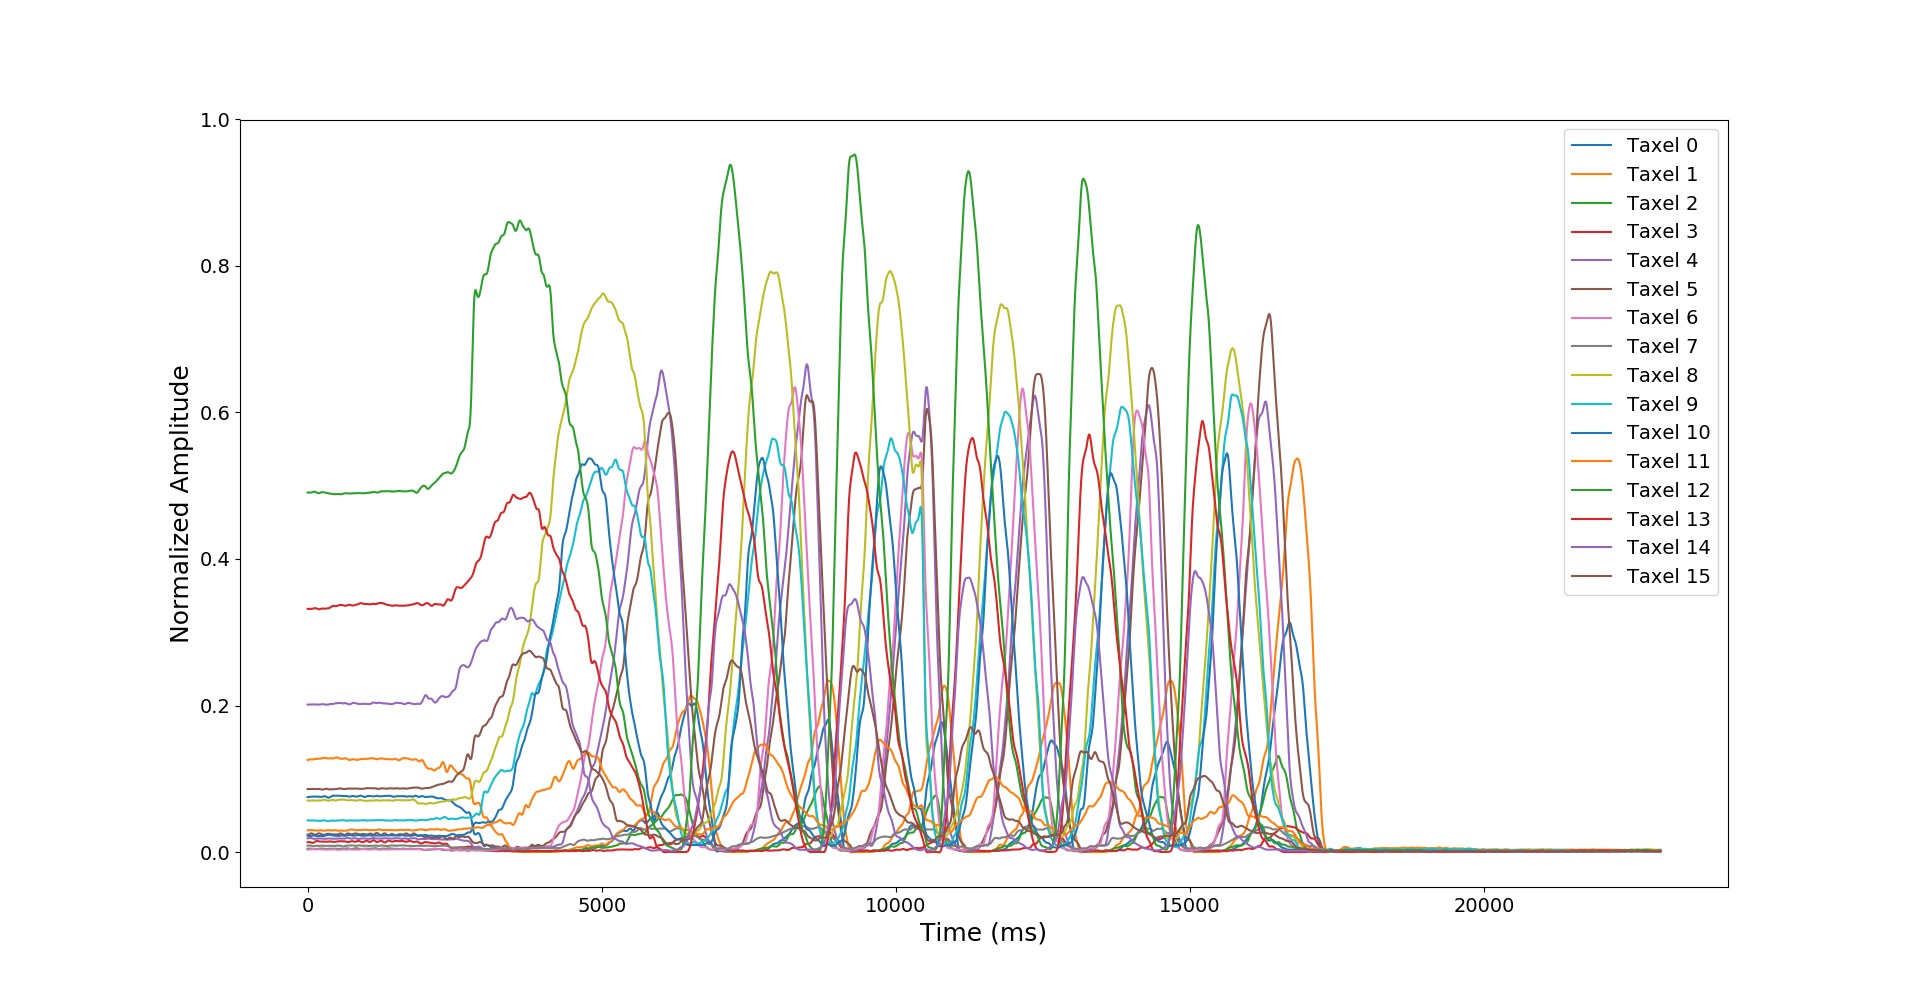 Normalized Amplitude
1.0
0.8
0.6
0.4
0.2
0.0
Taxel 0
Taxel 1
Taxel 2
Taxel 3
Taxel 4
Taxel 5
Taxel 6
Taxel 7
Taxel 8
Taxel 9
Taxel 10
Taxel 11
Taxel 12
Taxel 13
Taxel 14
Taxel 15
0 5000 10000 15000 20000
Time (ms)